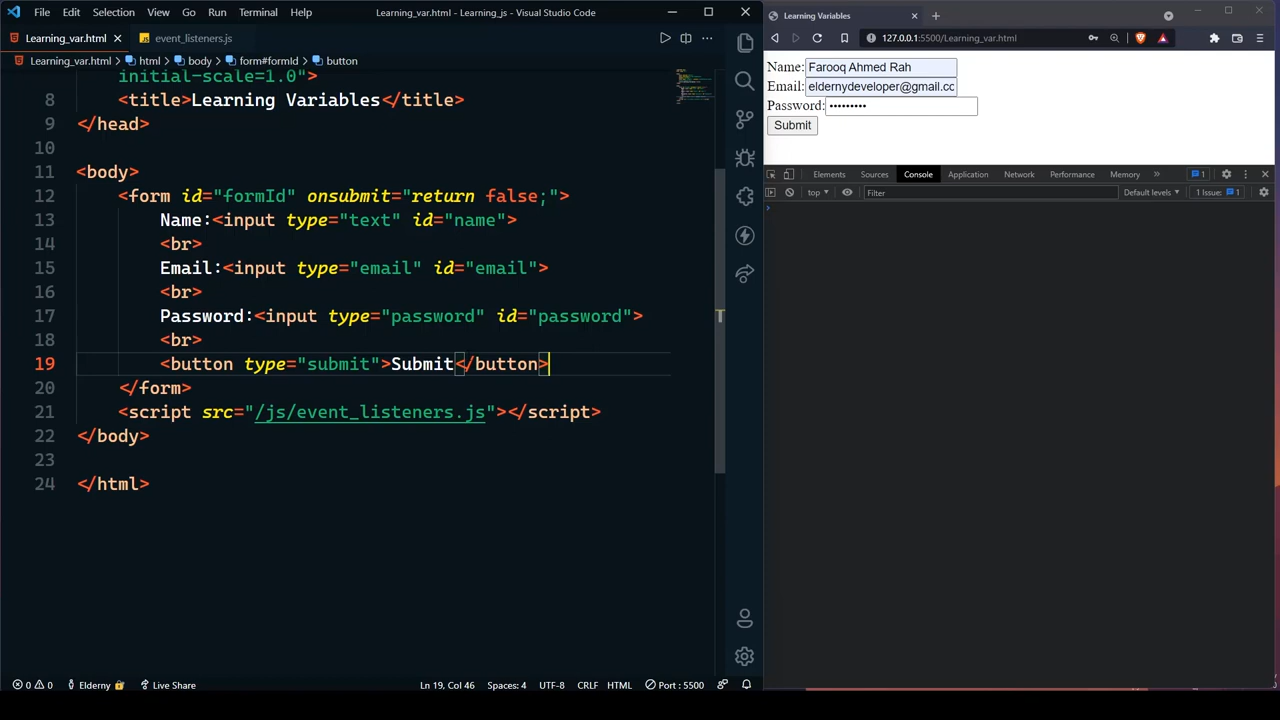 File Edit Selection View Go Run Terminal Help Learning_var.html - Learning_js - Visual Studio Code
Learning_var.html event_listeners.js
Learning_var.html > html > body > form#formId > button
initial-scale=1.0">
8 <title>Learning Variables</title>
9 </head>
10
11 <body>
12 <form id="formId" onsubmit="return false;">
13 Name:<input type="text" id="name">
14 <br>
15 Email:<input type="email" id="email">
16 <br>
17 Password:<input type="password" id="password">
18 <br>
19 <button type="submit">Submit</button>
20 </form>
21 <script src="/js/event_listeners.js"></script>
22 </body>
23
24 </html>
0 0 Elderny Live Share Ln 19, Col 46 Spaces: 4 UTF-8 CRLF HTML Port : 5500
Learning Variables
127.0.0.1:5500/Learning_var.html
Name: Farooq Ahmed Rah
Email: eldernydeveloper@gmail.cc
Password: •••••••••
Submit
Elements Sources Console Application Network Performance Memory » 1
top Filter Default levels 1 Issue: 1